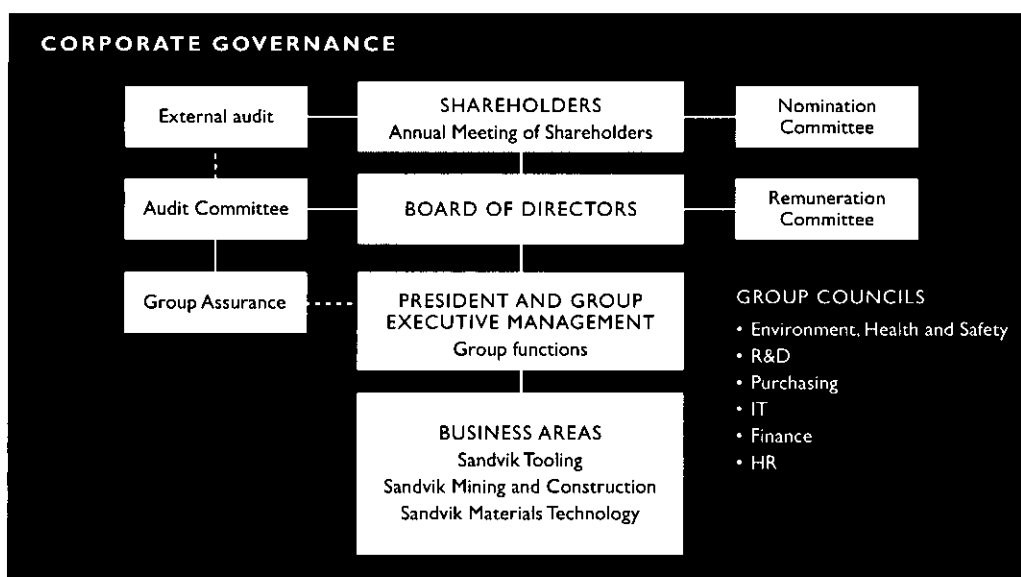 CORPORATE GOVERNANCE
External audit
SHAREHOLDERS
Annual Meeting of Shareholders
Nomination
Committee
Audit Committee
BOARD OF DIRECTORS
Remuneration
Committee
Group Assurance
PRESIDENT AND GROUP
EXECUTIVE MANAGEMENT
Group functions
GROUP COUNCILS
• Environment, Health and Safety
• R&D
• Purchasing
• IT
• Finance
• HR
BUSINESS AREAS
Sandvik Tooling
Sandvik Mining and Construction
Sandvik Materials Technology